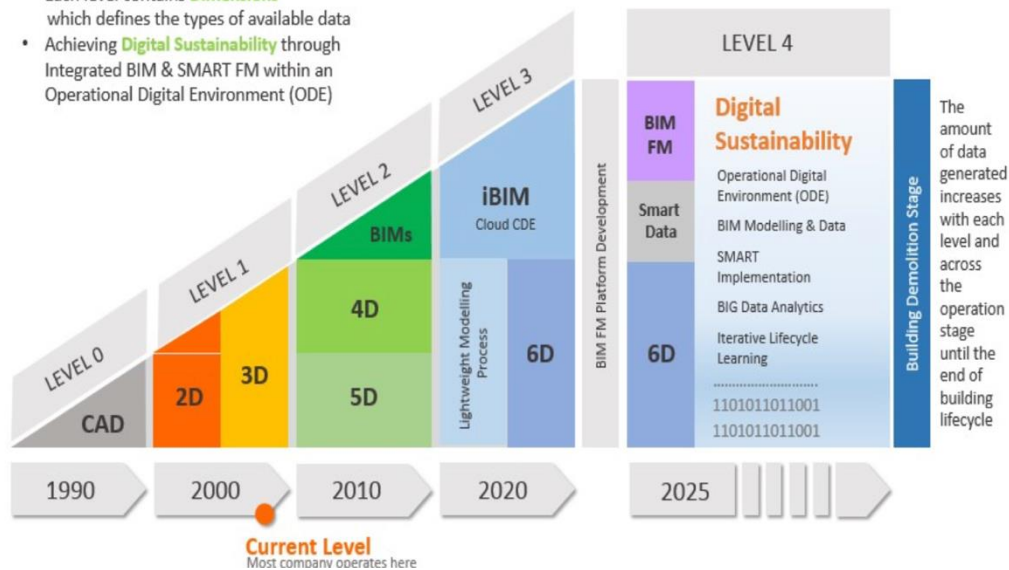 Each level contains Dimensions
which defines the types of available data
• Achieving Digital Sustainability through
Integrated BIM & SMART FM within an
Operational Digital Environment (ODE)
LEVEL 0
LEVEL 1
LEVEL 2
LEVEL 3
LEVEL 4
CAD
2D
3D
BIMs
4D
5D
iBIM
Cloud CDE
Lightweight Modelling
Process
6D
BIM FM Platform Development
BIM
FM
Smart
Data
6D
Digital
Sustainability
Operational Digital
Environment (ODE)
BIM Modelling & Data
SMART
Implementation
BIG Data Analytics
Iterative Lifecycle
Learning
..........................
1101011011001
1101011011001
Building Demolition Stage
The
amount
of data
generated
increases
with each
level and
across
the
operation
stage
until the
end of
building
lifecycle
1990
2000
2010
2020
2025
Current Level
Most company operates here